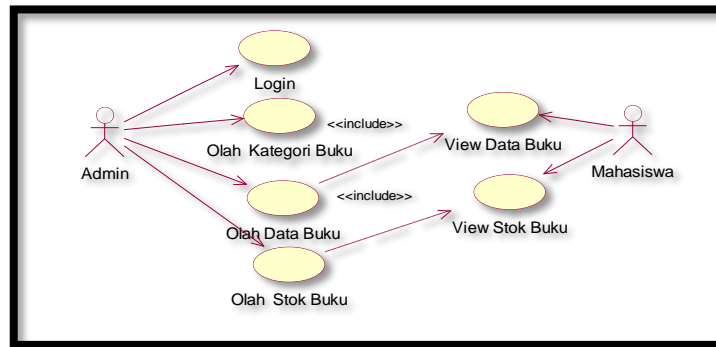 Login
Admin
Olah Kategori Buku
<<include>>
View Data Buku
Mahasiswa
Olah Data Buku
<<include>>
View Stok Buku
Olah Stok Buku